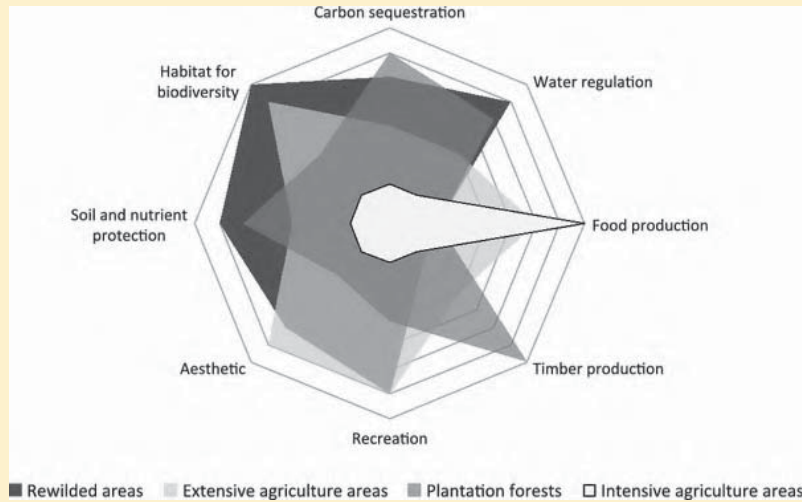 Carbon sequestration
Habitat for
biodiversity
Water regulation
Soil and nutrient
protection
Food production
Aesthetic
Timber production
Recreation
Rewilded areas
Extensive agriculture areas
Plantation forests
Intensive agriculture areas